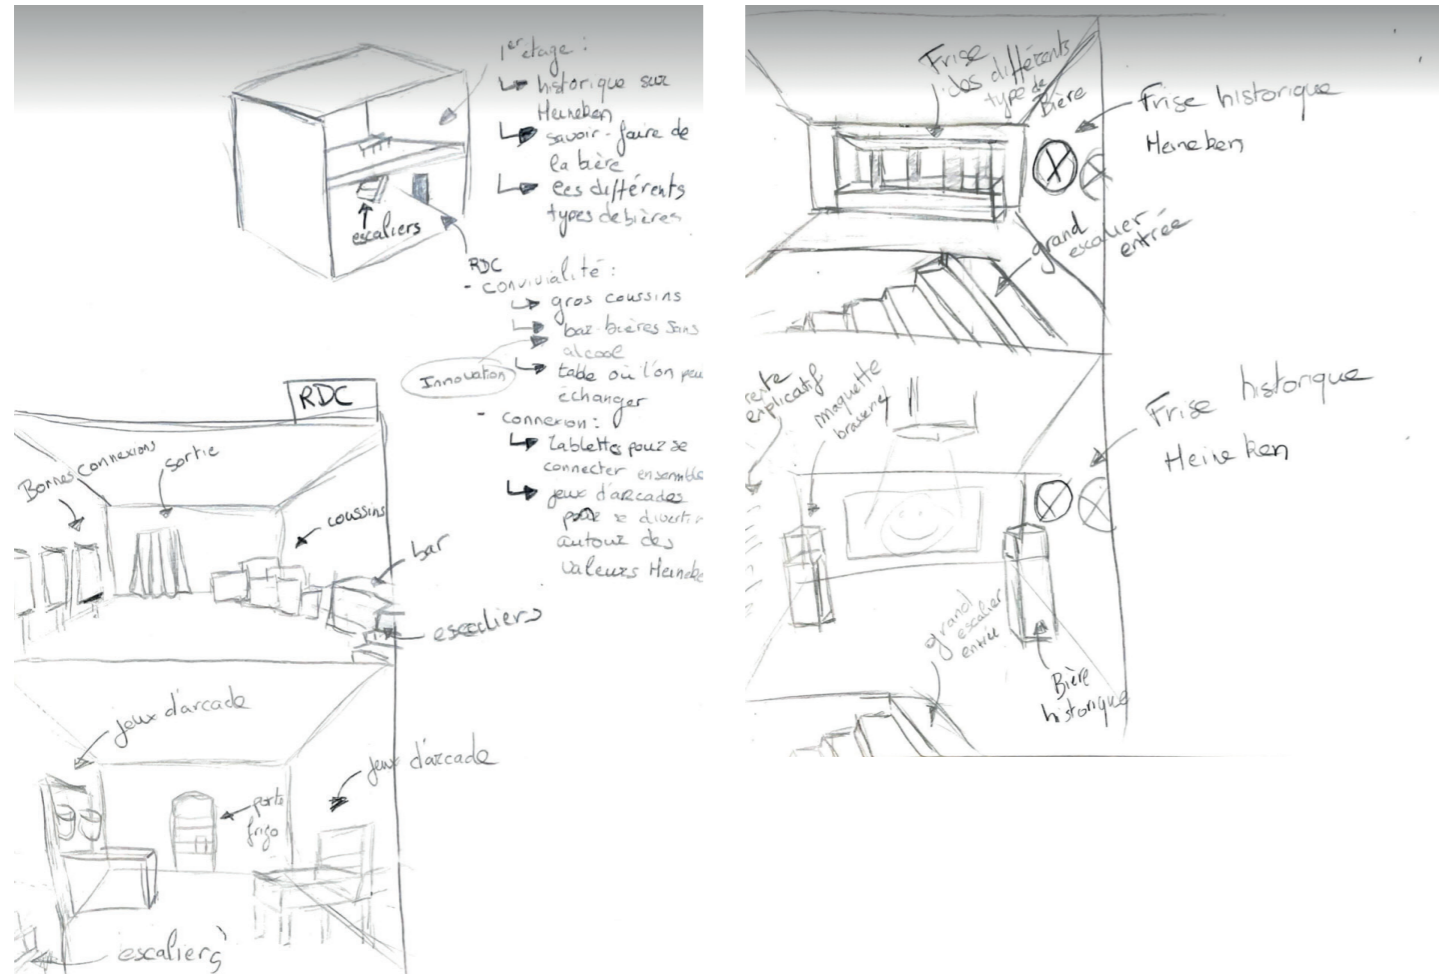 1er étage :
historique sur
Heineken
savoir-faire de
la bière
les différents
types de bières
escaliers
RDC
- convivialité :
gros coussins
bar-bières sans
alcool
Innovation
table où l'on peu
échanger
- connexion :
tablettes pour se
connecter ensemble
jeux d'arcades
pour se divertir
autour des
valeurs Heineke
RDC
Bornes connexions
sortie
coussins
bar
escaliers
jeux d'arcade
jeux d'arcade
porte
frigo
escaliers
Frise
des différents
type de
Bière
Frise historique
Heineken
grand
escalier
entrée
explicatif
maquette
brasserie
Frise historique
Heineken
grand
escalier
entrée
Bière
historique